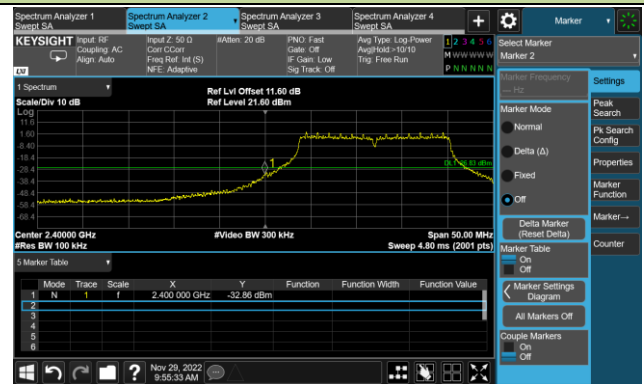 Spectrum Analyzer 1
Swept SA
Spectrum Analyzer 2
Swept SA
Spectrum Analyzer 3
Swept SA
Spectrum Analyzer 4
Swept SA
+
Marker
KEYSIGHT
LXI
Input: RF
Coupling: AC
Align: Auto
Input Z: 50 Ω
Corr CCorr
Freq Ref: Int (S)
NFE: Adaptive
#Atten: 20 dB
PNO: Fast
Gate: Off
IF Gain: Low
Sig Track: Off
Avg Type: Log-Power
Avg|Hold:>10/10
Trig: Free Run
1 2 3 4 5 6
M W W W W W
P N N N N N
Select Marker
Marker 2
1 Spectrum
Scale/Div 10 dB
Ref Lvl Offset 11.60 dB
Ref Level 21.60 dBm
Log
11.6
1.60
-8.40
-18.4
-28.4
-38.4
-48.4
-58.4
-68.4
1
Center 2.40000 GHz
#Res BW 100 kHz
#Video BW 300 kHz
Span 50.00 MHz
Sweep 4.80 ms (2001 pts)
5 Marker Table
Mode Trace Scale X Y Function Function Width Function Value
1 N 1 f 2.400 000 GHz -32.86 dBm
2
3
4
5
6
Marker Frequency
--- Hz
Marker Mode
Normal
Delta (Δ)
Fixed
Off
Delta Marker
(Reset Delta)
Marker Table
On
Off
Marker Settings
Diagram
All Markers Off
Couple Markers
On
Off
Settings
Peak
Search
Pk Search
Config
Properties
Marker
Function
Marker→
Counter
?
Nov 29, 2022
9:55:33 AM